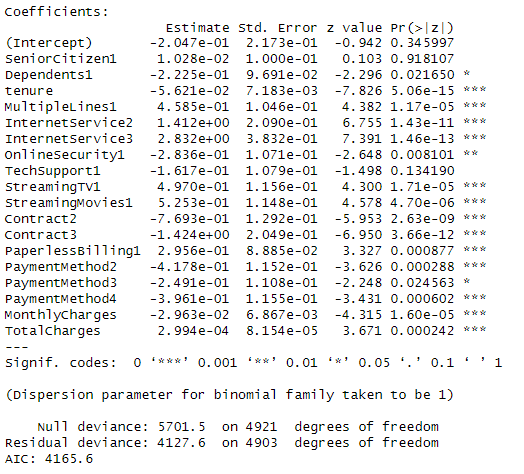 Coefficients:
                   Estimate Std. Error z value Pr(>|z|)
(Intercept)      -2.047e-01  2.173e-01  -0.942 0.345997
SeniorCitizen1    1.028e-02  1.000e-01   0.103 0.918107
Dependents1      -2.225e-01  9.691e-02  -2.296 0.021650 *
tenure           -5.621e-02  7.183e-03  -7.826 5.06e-15 ***
MultipleLines1    4.585e-01  1.046e-01   4.382 1.17e-05 ***
InternetService2  1.412e+00  2.090e-01   6.755 1.43e-11 ***
InternetService3  2.832e+00  3.832e-01   7.391 1.46e-13 ***
OnlineSecurity1  -2.836e-01  1.071e-01  -2.648 0.008101 **
TechSupport1     -1.617e-01  1.079e-01  -1.498 0.134190
StreamingTV1      4.970e-01  1.156e-01   4.300 1.71e-05 ***
StreamingMovies1  5.253e-01  1.148e-01   4.578 4.70e-06 ***
Contract2        -7.693e-01  1.292e-01  -5.953 2.63e-09 ***
Contract3        -1.424e+00  2.049e-01  -6.950 3.66e-12 ***
PaperlessBilling1 2.956e-01  8.885e-02   3.327 0.000877 ***
PaymentMethod2   -4.178e-01  1.152e-01  -3.626 0.000288 ***
PaymentMethod3   -2.491e-01  1.108e-01  -2.248 0.024563 *
PaymentMethod4   -3.961e-01  1.155e-01  -3.431 0.000602 ***
MonthlyCharges   -2.963e-02  6.867e-03  -4.315 1.60e-05 ***
TotalCharges      2.994e-04  8.154e-05   3.671 0.000242 ***
---
Signif. codes:  0 ‘***’ 0.001 ‘**’ 0.01 ‘*’ 0.05 ‘.’ 0.1 ‘ ’ 1
(Dispersion parameter for binomial family taken to be 1)
    Null deviance: 5701.5  on 4921  degrees of freedom
Residual deviance: 4127.6  on 4903  degrees of freedom
AIC: 4165.6